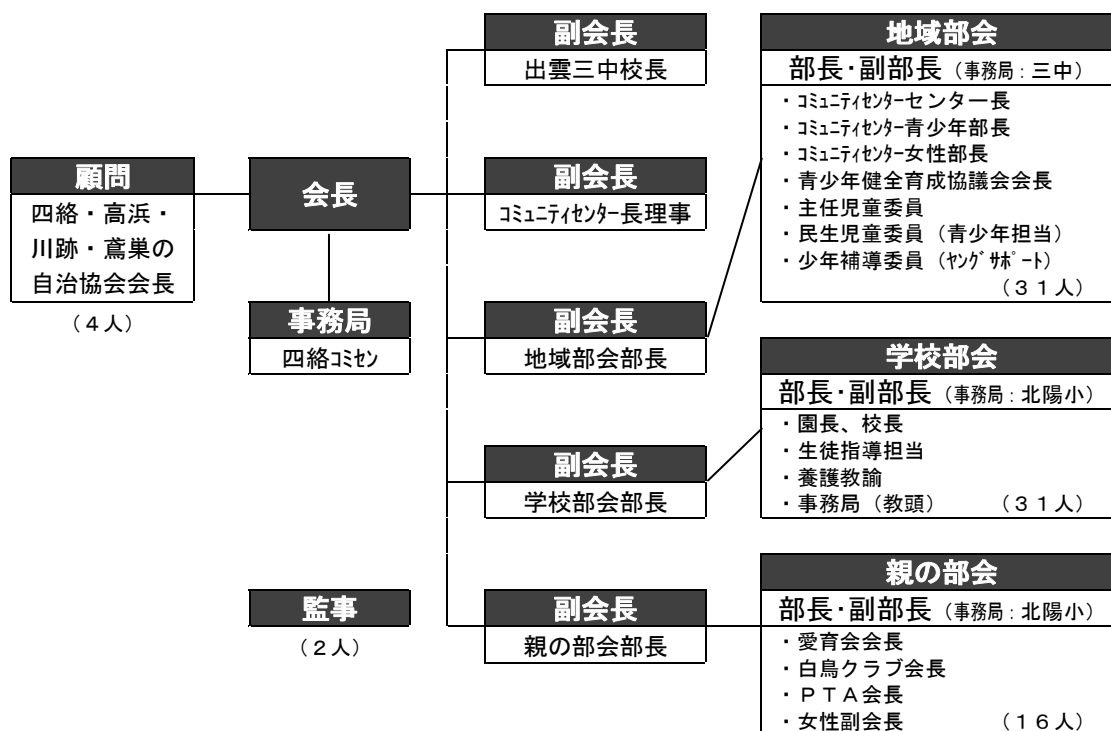 顧問
四絡・高浜・
川跡・鳶巣の
自治協会会長
（４人）
会長
事務局
四絡ｺﾐｾﾝ
監事
（２人）
副会長
出雲三中校長
副会長
ｺﾐｭﾆﾃｨｾﾝﾀｰ長理事
副会長
地域部会部長
副会長
学校部会部長
副会長
親の部会部長
地域部会
部長・副部長（事務局：三中）
・ｺﾐｭﾆﾃｨｾﾝﾀｰセンター長
・ｺﾐｭﾆﾃｨｾﾝﾀｰ青少年部長
・ｺﾐｭﾆﾃｨｾﾝﾀｰ女性部長
・青少年健全育成協議会会長
・主任児童委員
・民生児童委員（青少年担当）
・少年補導委員（ﾔﾝｸﾞｻﾎﾟｰﾄ）
（３１人）
学校部会
部長・副部長（事務局：北陽小）
・園長、校長
・生徒指導担当
・養護教諭
・事務局（教頭）　（３１人）
親の部会
部長・副部長（事務局：北陽小）
・愛育会会長
・白鳥クラブ会長
・ＰＴＡ会長
・女性副会長　（１６人）